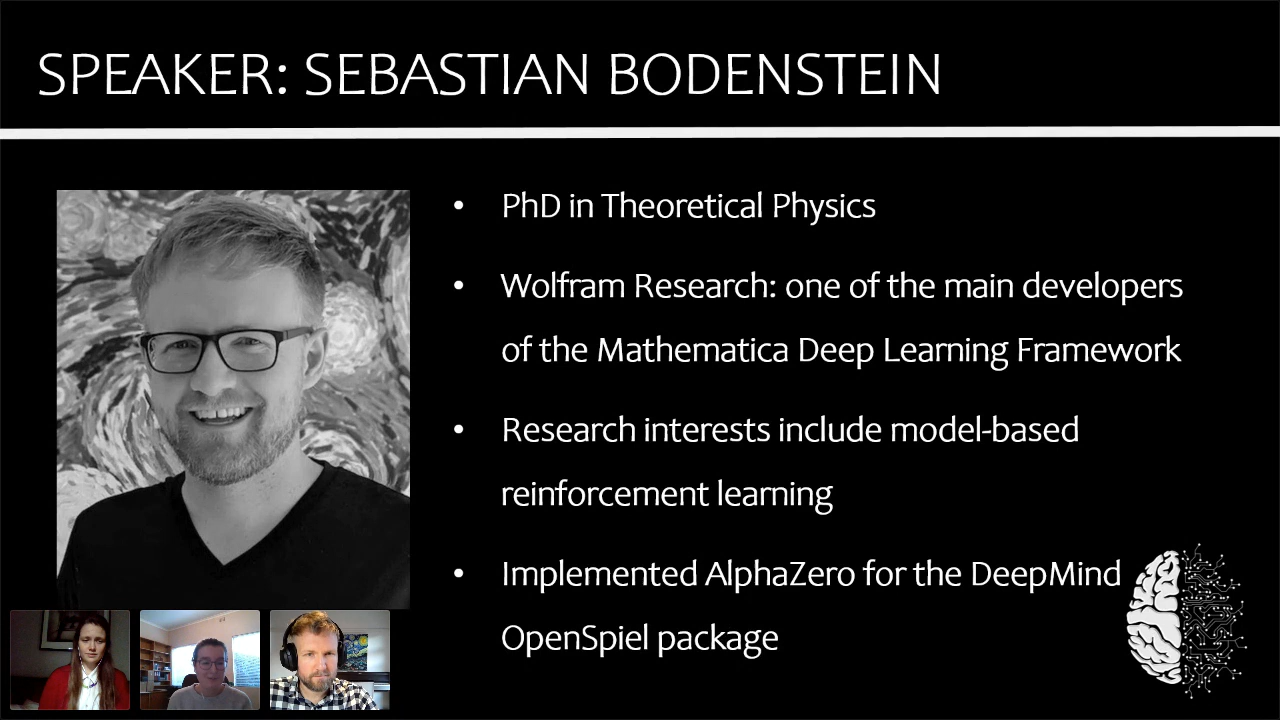 SPEAKER: SEBASTIAN BODENSTEIN
• PhD in Theoretical Physics
• Wolfram Research: one of the main developers
of the Mathematica Deep Learning Framework
• Research interests include model-based
reinforcement learning
• Implemented AlphaZero for the DeepMind
OpenSpiel package